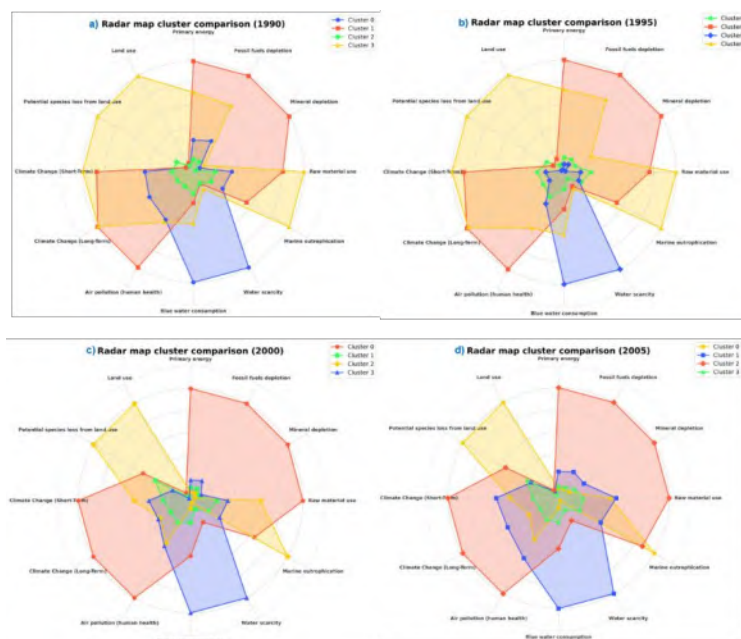 a) Radar map cluster comparison (1990)
Primary energy
Cluster 0
Cluster 1
Cluster 2
Cluster 3
Land use
Fossil fuels depletion
Potential species loss from land use
Mineral depletion
Climate Change (Short-Term)
Raw material use
Climate Change (Long-Term)
Marine eutrophication
Air pollution (human health)
Water scarcity
Blue water consumption
b) Radar map cluster comparison (1995)
Primary energy
Cluster
Cluster
Cluster
Cluster
Land use
Fossil fuels depletion
Potential species loss from land use
Mineral depletion
Climate Change (Short-Term)
Raw material use
Climate Change (Long-Term)
Marine eutrophication
Air pollution (human health)
Water scarcity
Blue water consumption
c) Radar map cluster comparison (2000)
Primary energy
Cluster 0
Cluster 1
Cluster 2
Cluster 3
Land use
Fossil fuels depletion
Potential species loss from land use
Mineral depletion
Climate Change (Short-Term)
Raw material use
Climate Change (Long-Term)
Marine eutrophication
Air pollution (human health)
Water scarcity
d) Radar map cluster comparison (2005)
Primary energy
Cluster 0
Cluster 1
Cluster 2
Cluster 3
Land use
Fossil fuels depletion
Potential species loss from land use
Mineral depletion
Climate Change (Short-Term)
Raw material use
Climate Change (Long-Term)
Marine eutrophication
Air pollution (human health)
Water scarcity
Blue water consumption